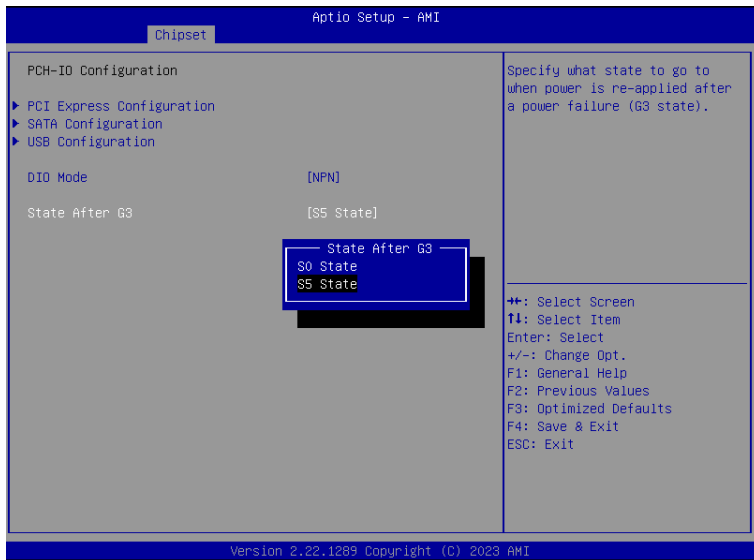 Aptio Setup – AMI
Chipset
PCH-IO Configuration
PCI Express Configuration
SATA Configuration
USB Configuration
DIO Mode [NPN]
State After G3 [S5 State]
State After G3
S0 State
S5 State
Specify what state to go to
when power is re-applied after
a power failure (G3 state).
→←: Select Screen
↑↓: Select Item
Enter: Select
+/-: Change Opt.
F1: General Help
F2: Previous Values
F3: Optimized Defaults
F4: Save & Exit
ESC: Exit
Version 2.22.1289 Copyright (C) 2023 AMI